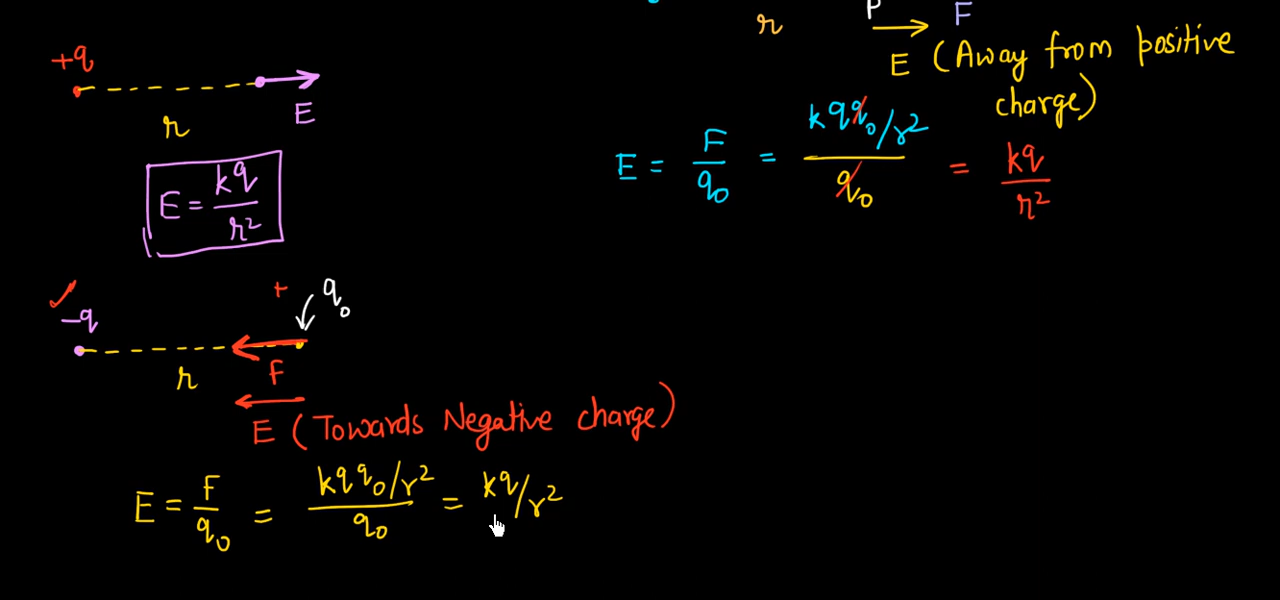 r P F
E (Away from positive
charge)
+q
r E
E = kq / r²
E = F / q₀ = kqq₀/r² / q₀ = kq / r²
-q + q₀
r F
E (Towards Negative charge)
E = F / q₀ = kqq₀/r² / q₀ = kq/r²